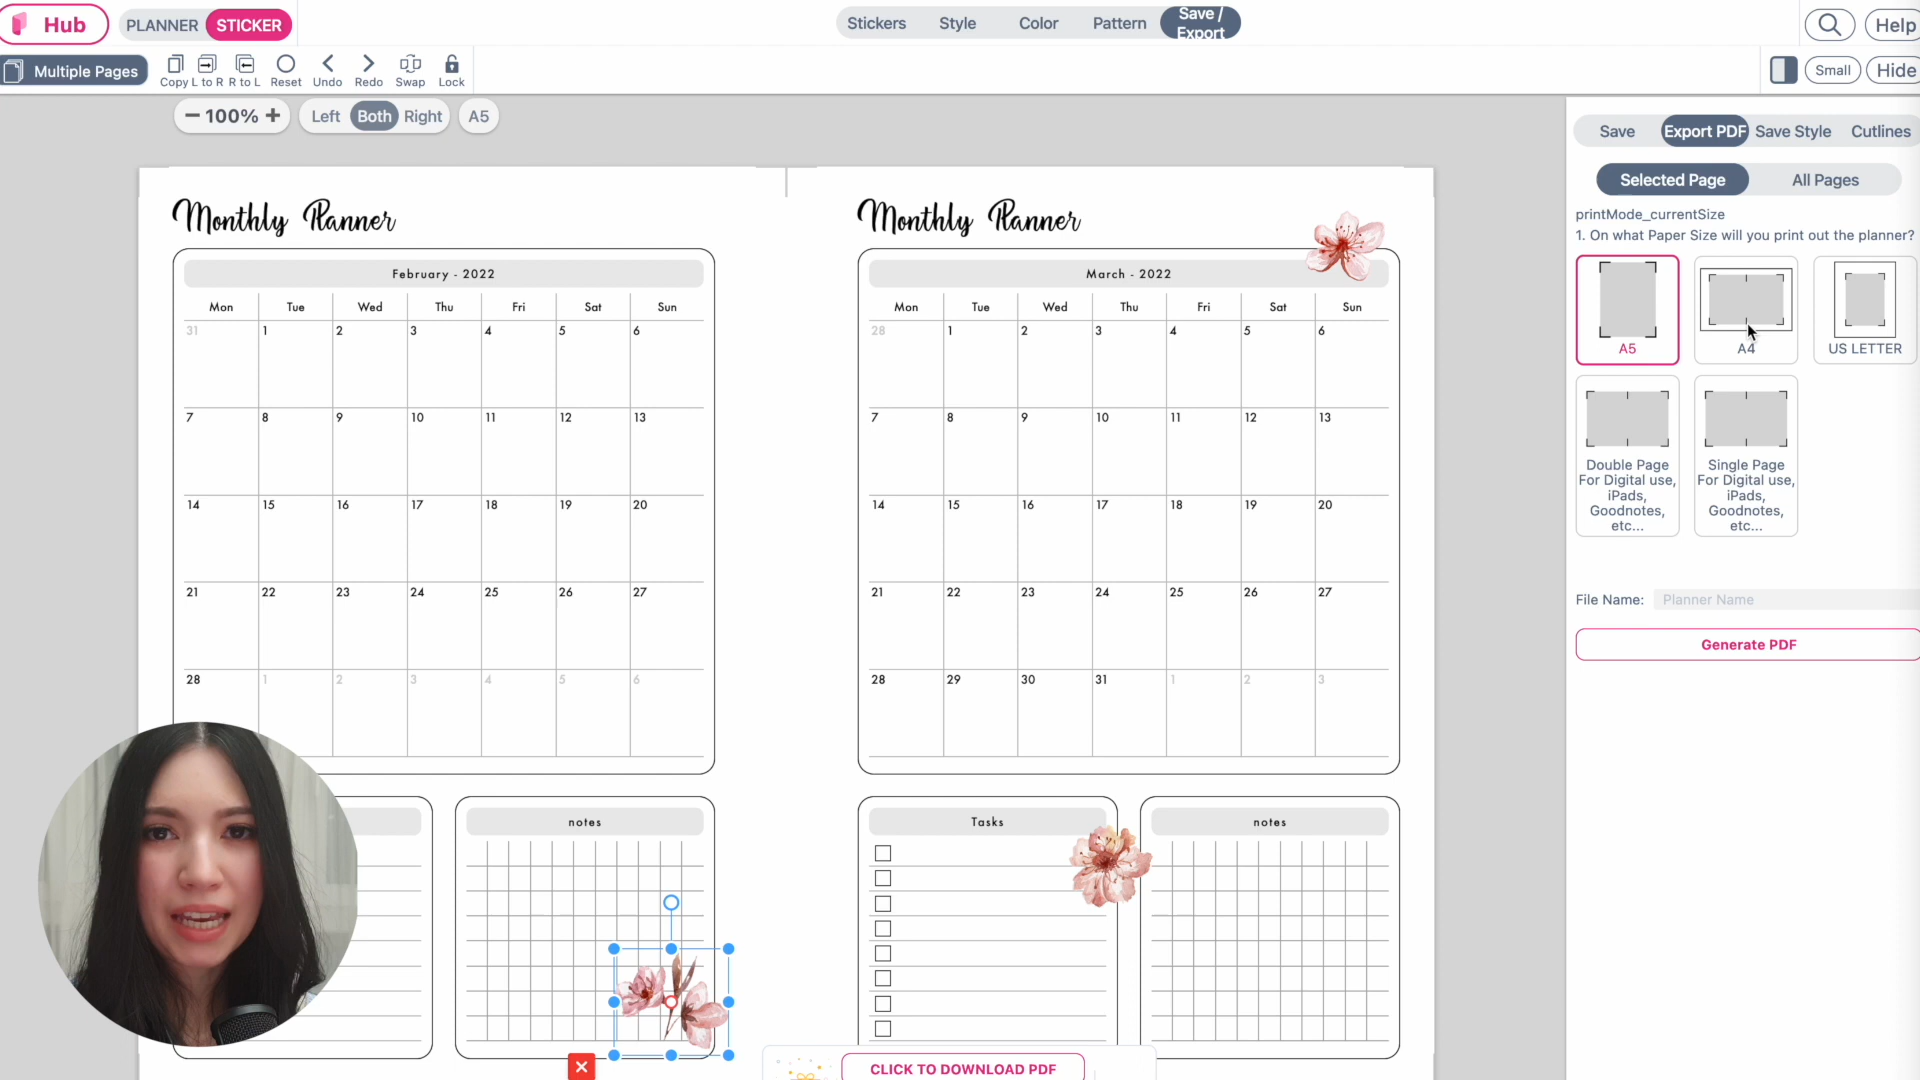 Hub
PLANNER STICKER
Stickers Style Color Pattern Save / Export
Help
Multiple Pages
Copy L to R R to L Reset Undo Redo Swap Lock
Small Hide
100%
Left Both Right
A5
Save Export PDF Save Style Cutlines
Selected Page All Pages
printMode_currentSize
1. On what Paper Size will you print out the planner?
A5 A4 US LETTER
Double Page
For Digital use,
iPads,
Goodnotes,
etc...
Single Page
For Digital use,
iPads,
Goodnotes,
etc...
File Name: Planner Name
Generate PDF
Monthly Planner
February - 2022
Mon Tue Wed Thu Fri Sat Sun
31 1 2 3 4 5 6
7 8 9 10 11 12 13
14 15 16 17 18 19 20
21 22 23 24 25 26 27
28 1 2 3 4 5 6
notes
Monthly Planner
March - 2022
Mon Tue Wed Thu Fri Sat Sun
28 1 2 3 4 5 6
7 8 9 10 11 12 13
14 15 16 17 18 19 20
21 22 23 24 25 26 27
28 29 30 31 1 2 3
Tasks
notes
CLICK TO DOWNLOAD PDF